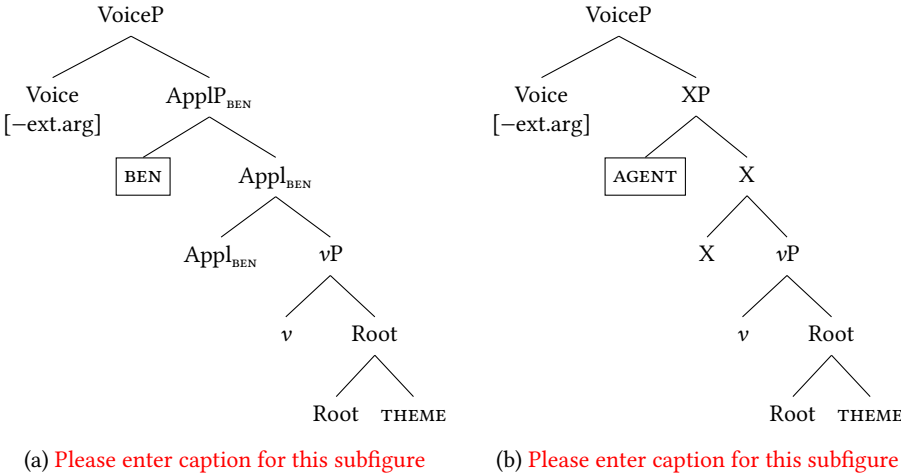 VoiceP
Voice
[−ext.arg]
ApplP_BEN
BEN
Appl_BEN
Appl_BEN
vP
v
Root
Root THEME
(a) Please enter caption for this subfigure
VoiceP
Voice
[−ext.arg]
XP
AGENT
X
X
vP
v
Root
Root THEME
(b) Please enter caption for this subfigure